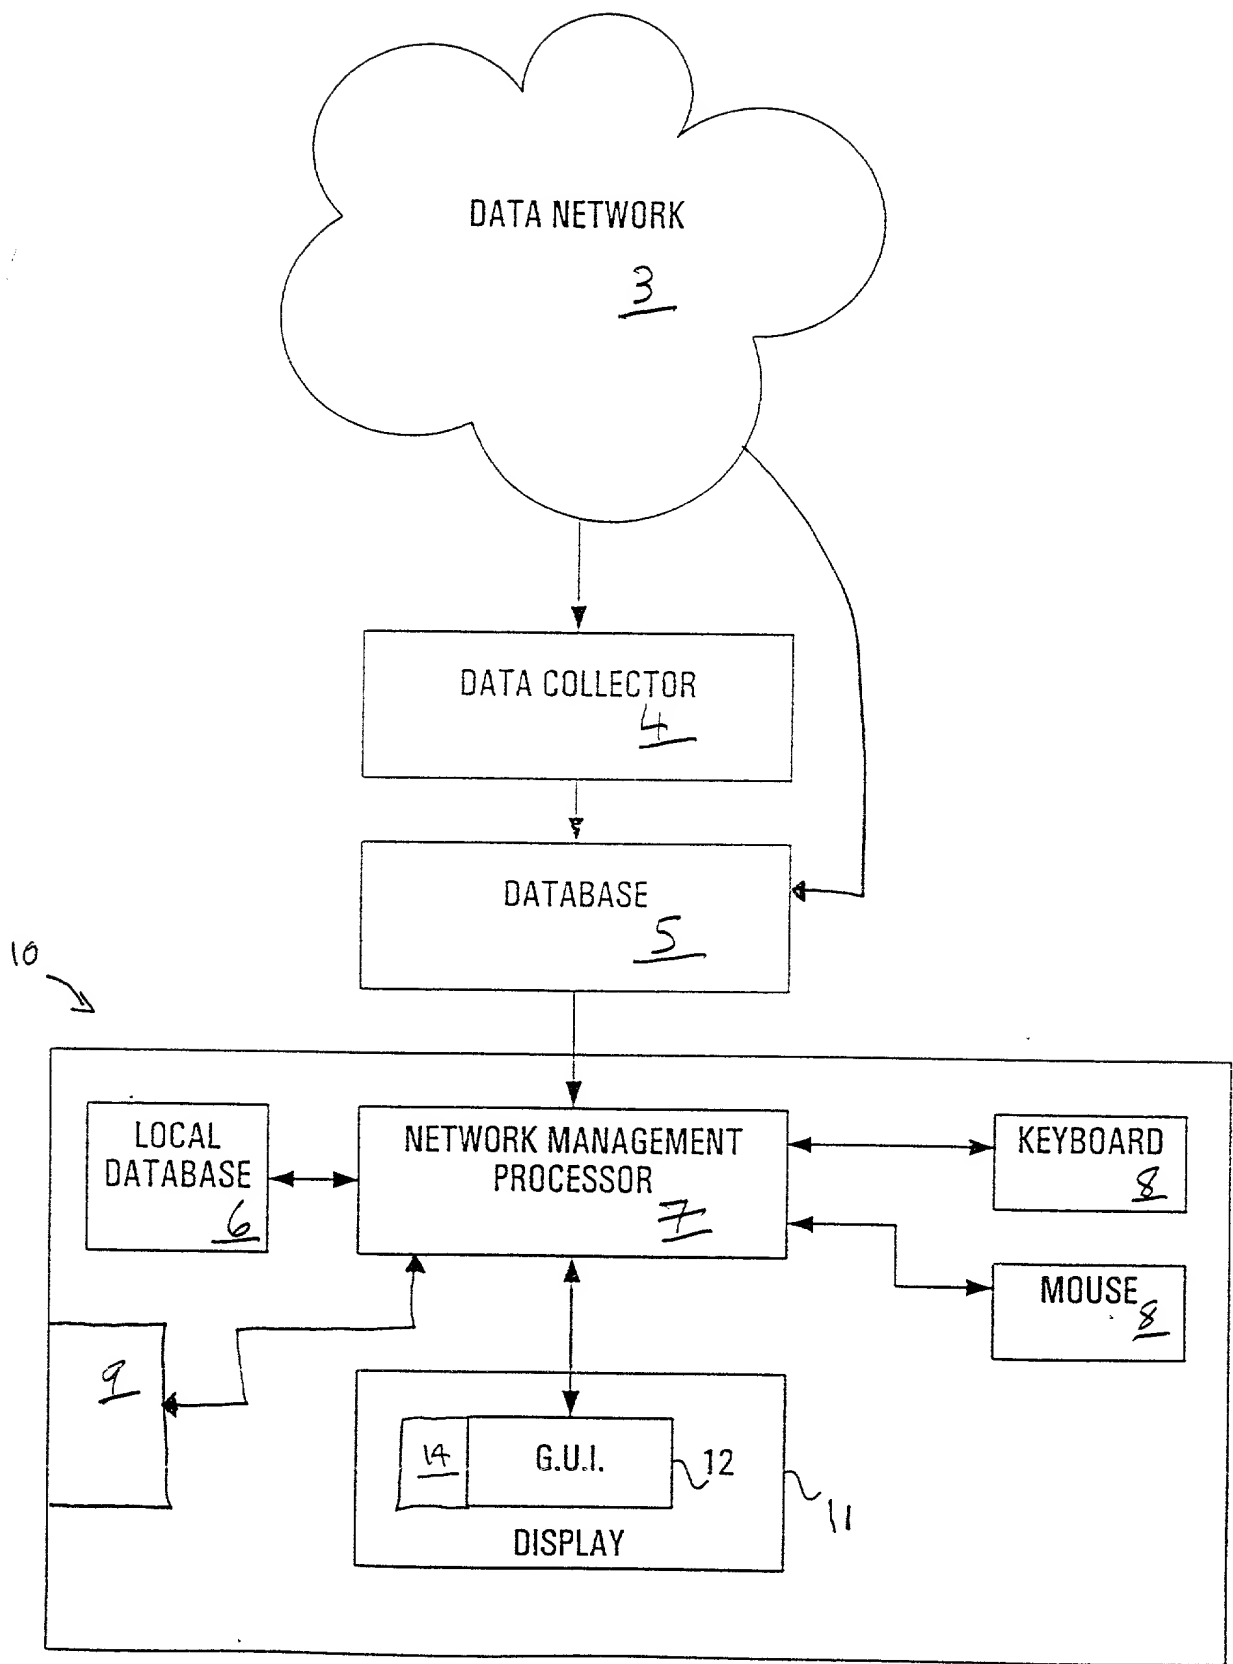 DATA NETWORK
3
DATA COLLECTOR
4
DATABASE
5
10
LOCAL
DATABASE
6
NETWORK MANAGEMENT
PROCESSOR
7
KEYBOARD
8
MOUSE
8
9
14
G.U.I.
12
11
DISPLAY